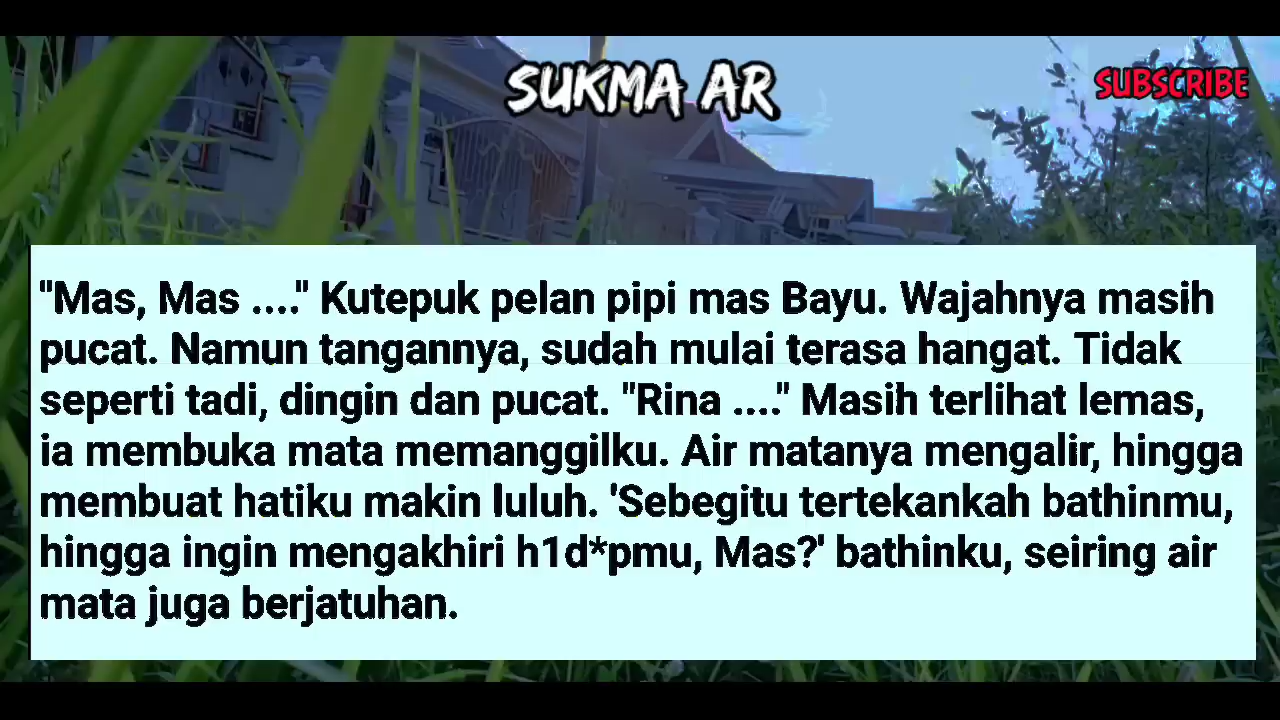 SUKMA AR
SUBSCRIBE
"Mas, Mas ...." Kutepuk pelan pipi mas Bayu. Wajahnya masih
pucat. Namun tangannya, sudah mulai terasa hangat. Tidak
seperti tadi, dingin dan pucat. "Rina ...." Masih terlihat lemas,
ia membuka mata memanggilku. Air matanya mengalir, hingga
membuat hatiku makin luluh. 'Sebegitu tertekankah bathinmu,
hingga ingin mengakhiri h1d*pmu, Mas?' bathinku, seiring air
mata juga berjatuhan.